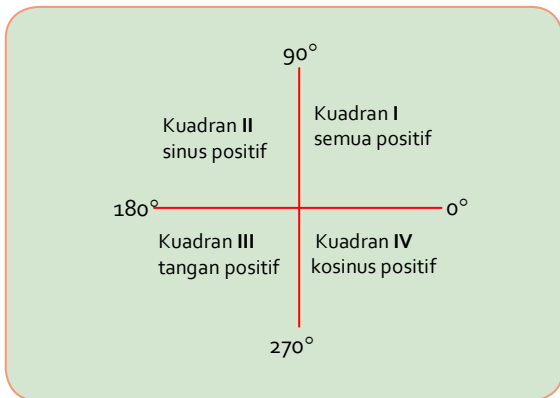 90°
Kuadran II
sinus positif
Kuadran I
semua positif
180°
0°
Kuadran III
tangan positif
Kuadran IV
kosinus positif
270°